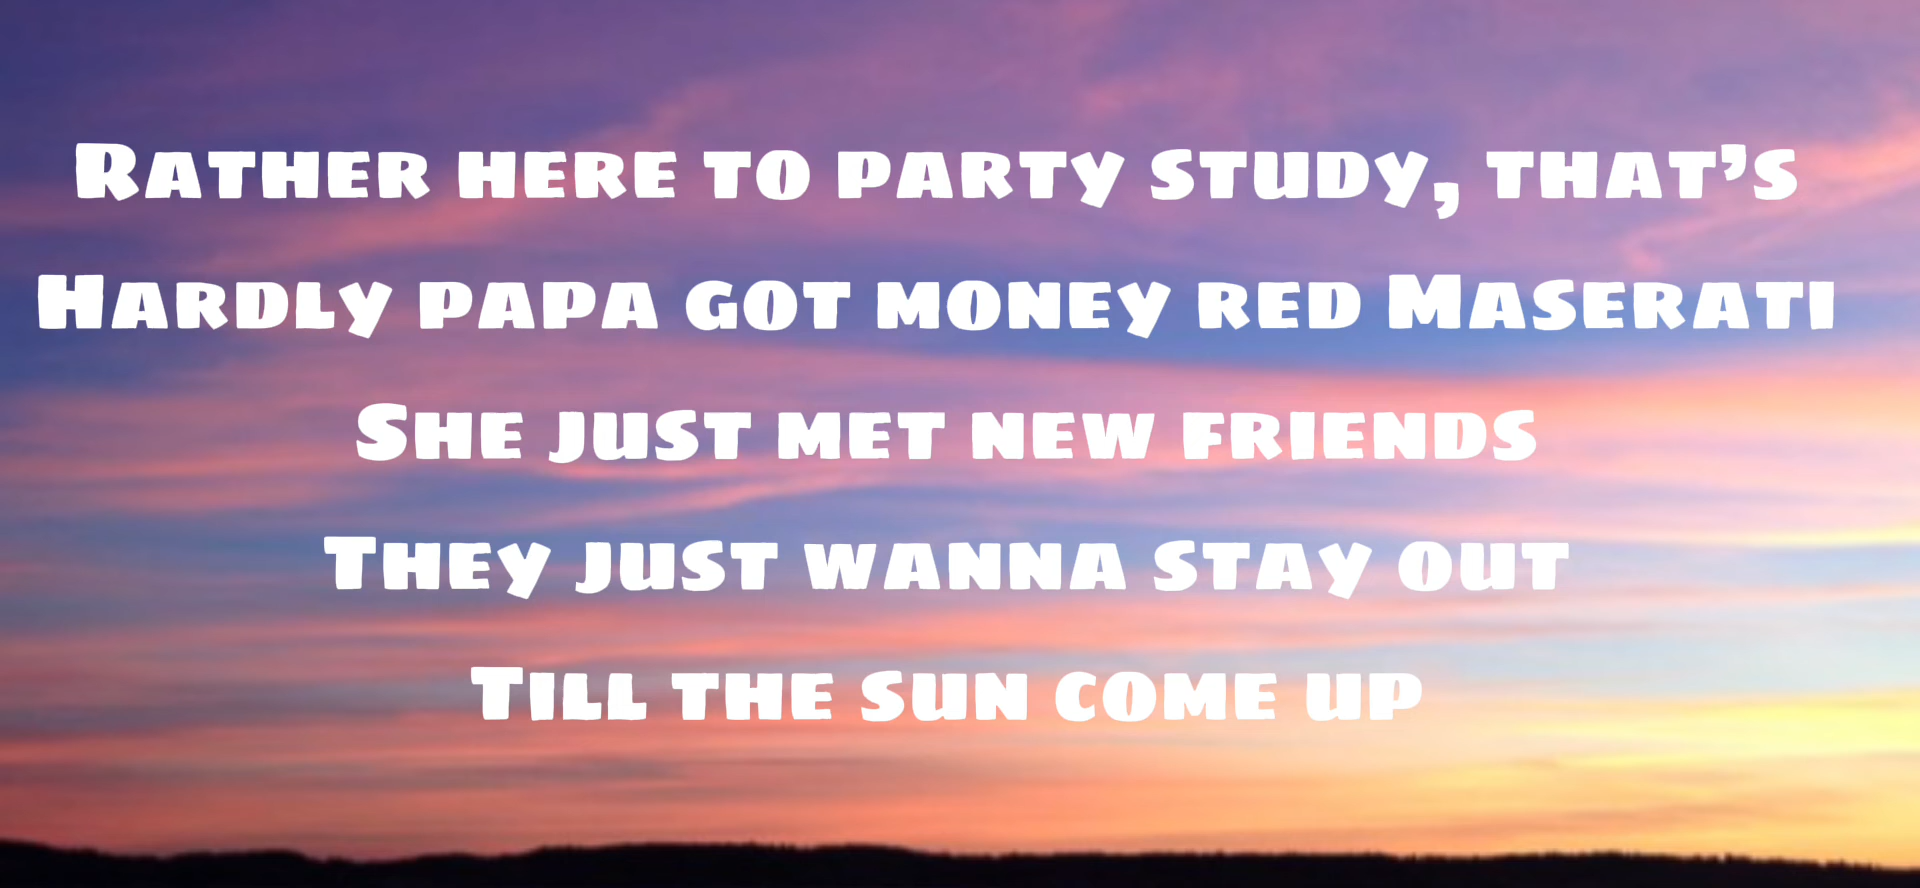 Rather here to party study, that’s
Hardly papa got money red Maserati
She just met new friends
They just wanna stay out
Till the sun come up